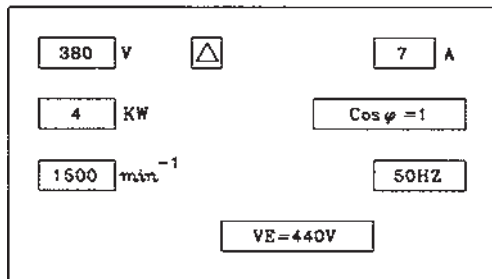 380 V △ 7 A
4 KW Cos φ =1
1500 min⁻¹ 50HZ
VE=440V